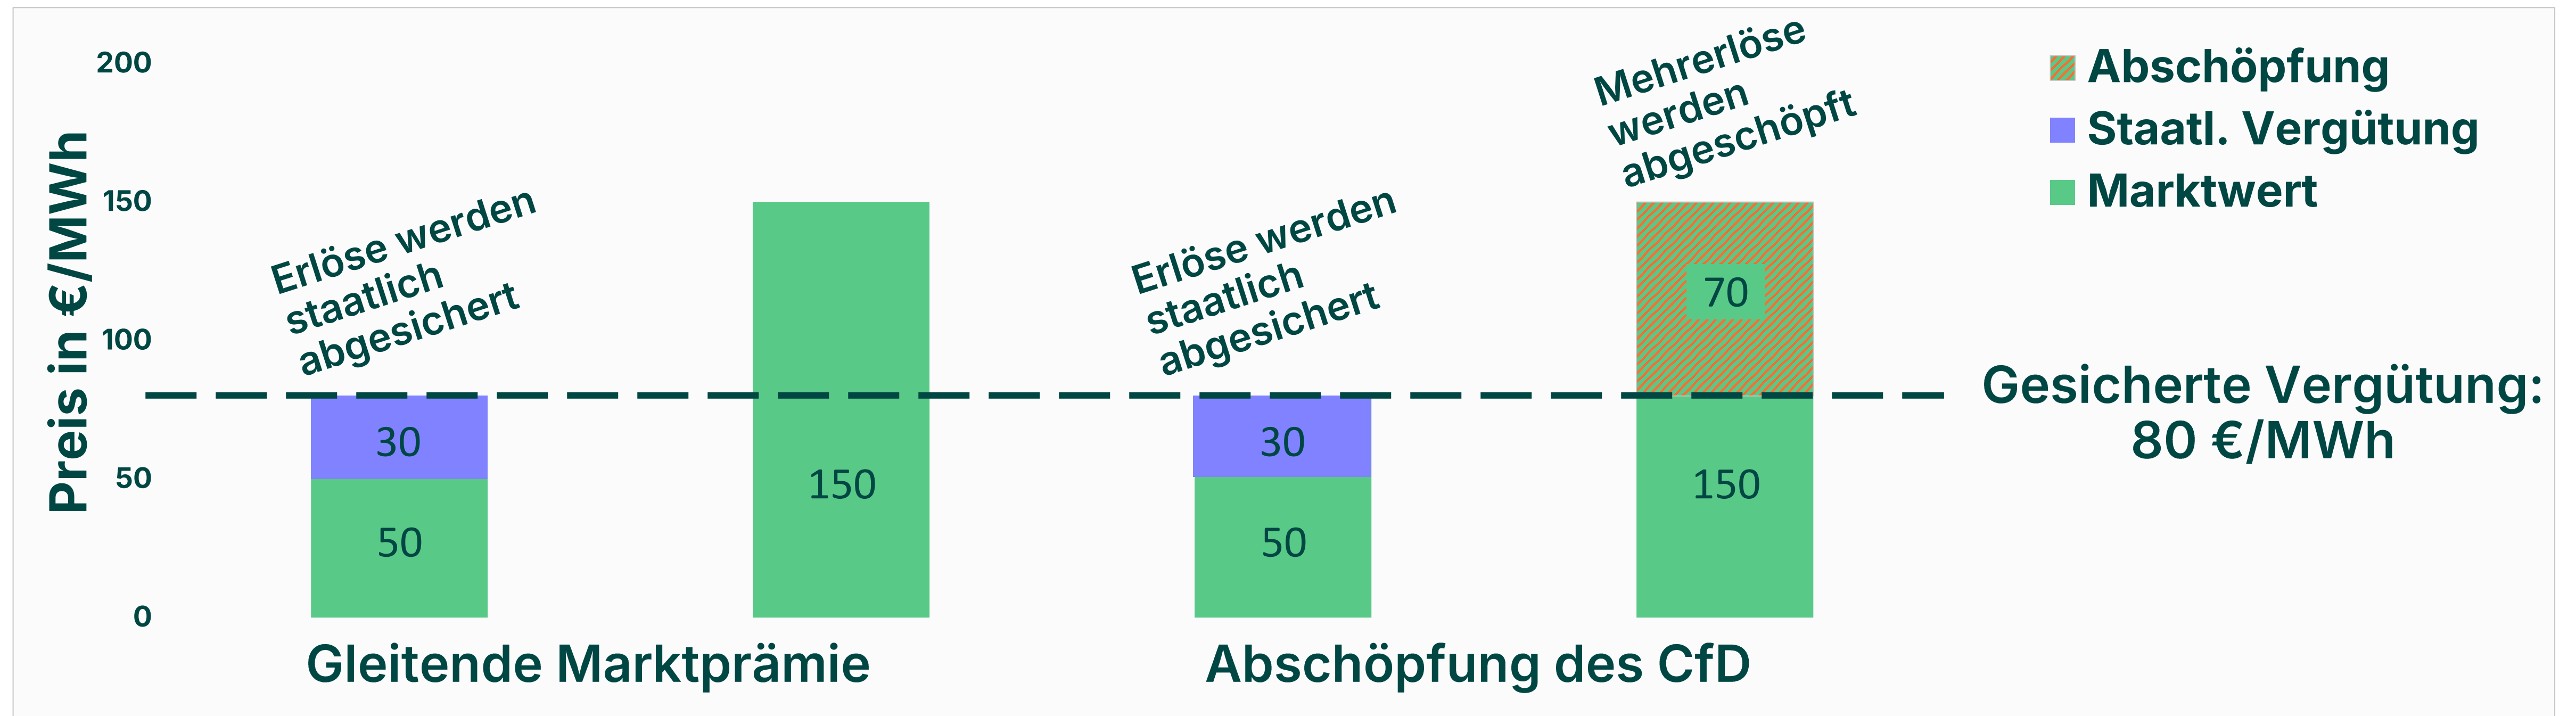 Preis in €/MWh
200
150
100
50
0
Erlöse werden
staatlich
abgesichert
30
50
150
Gleitende Marktprämie
Erlöse werden
staatlich
abgesichert
30
50
Mehrerlöse
werden
abgeschöpft
70
150
Abschöpfung des CfD
Abschöpfung
Staatl. Vergütung
Marktwert
Gesicherte Vergütung:
80 €/MWh